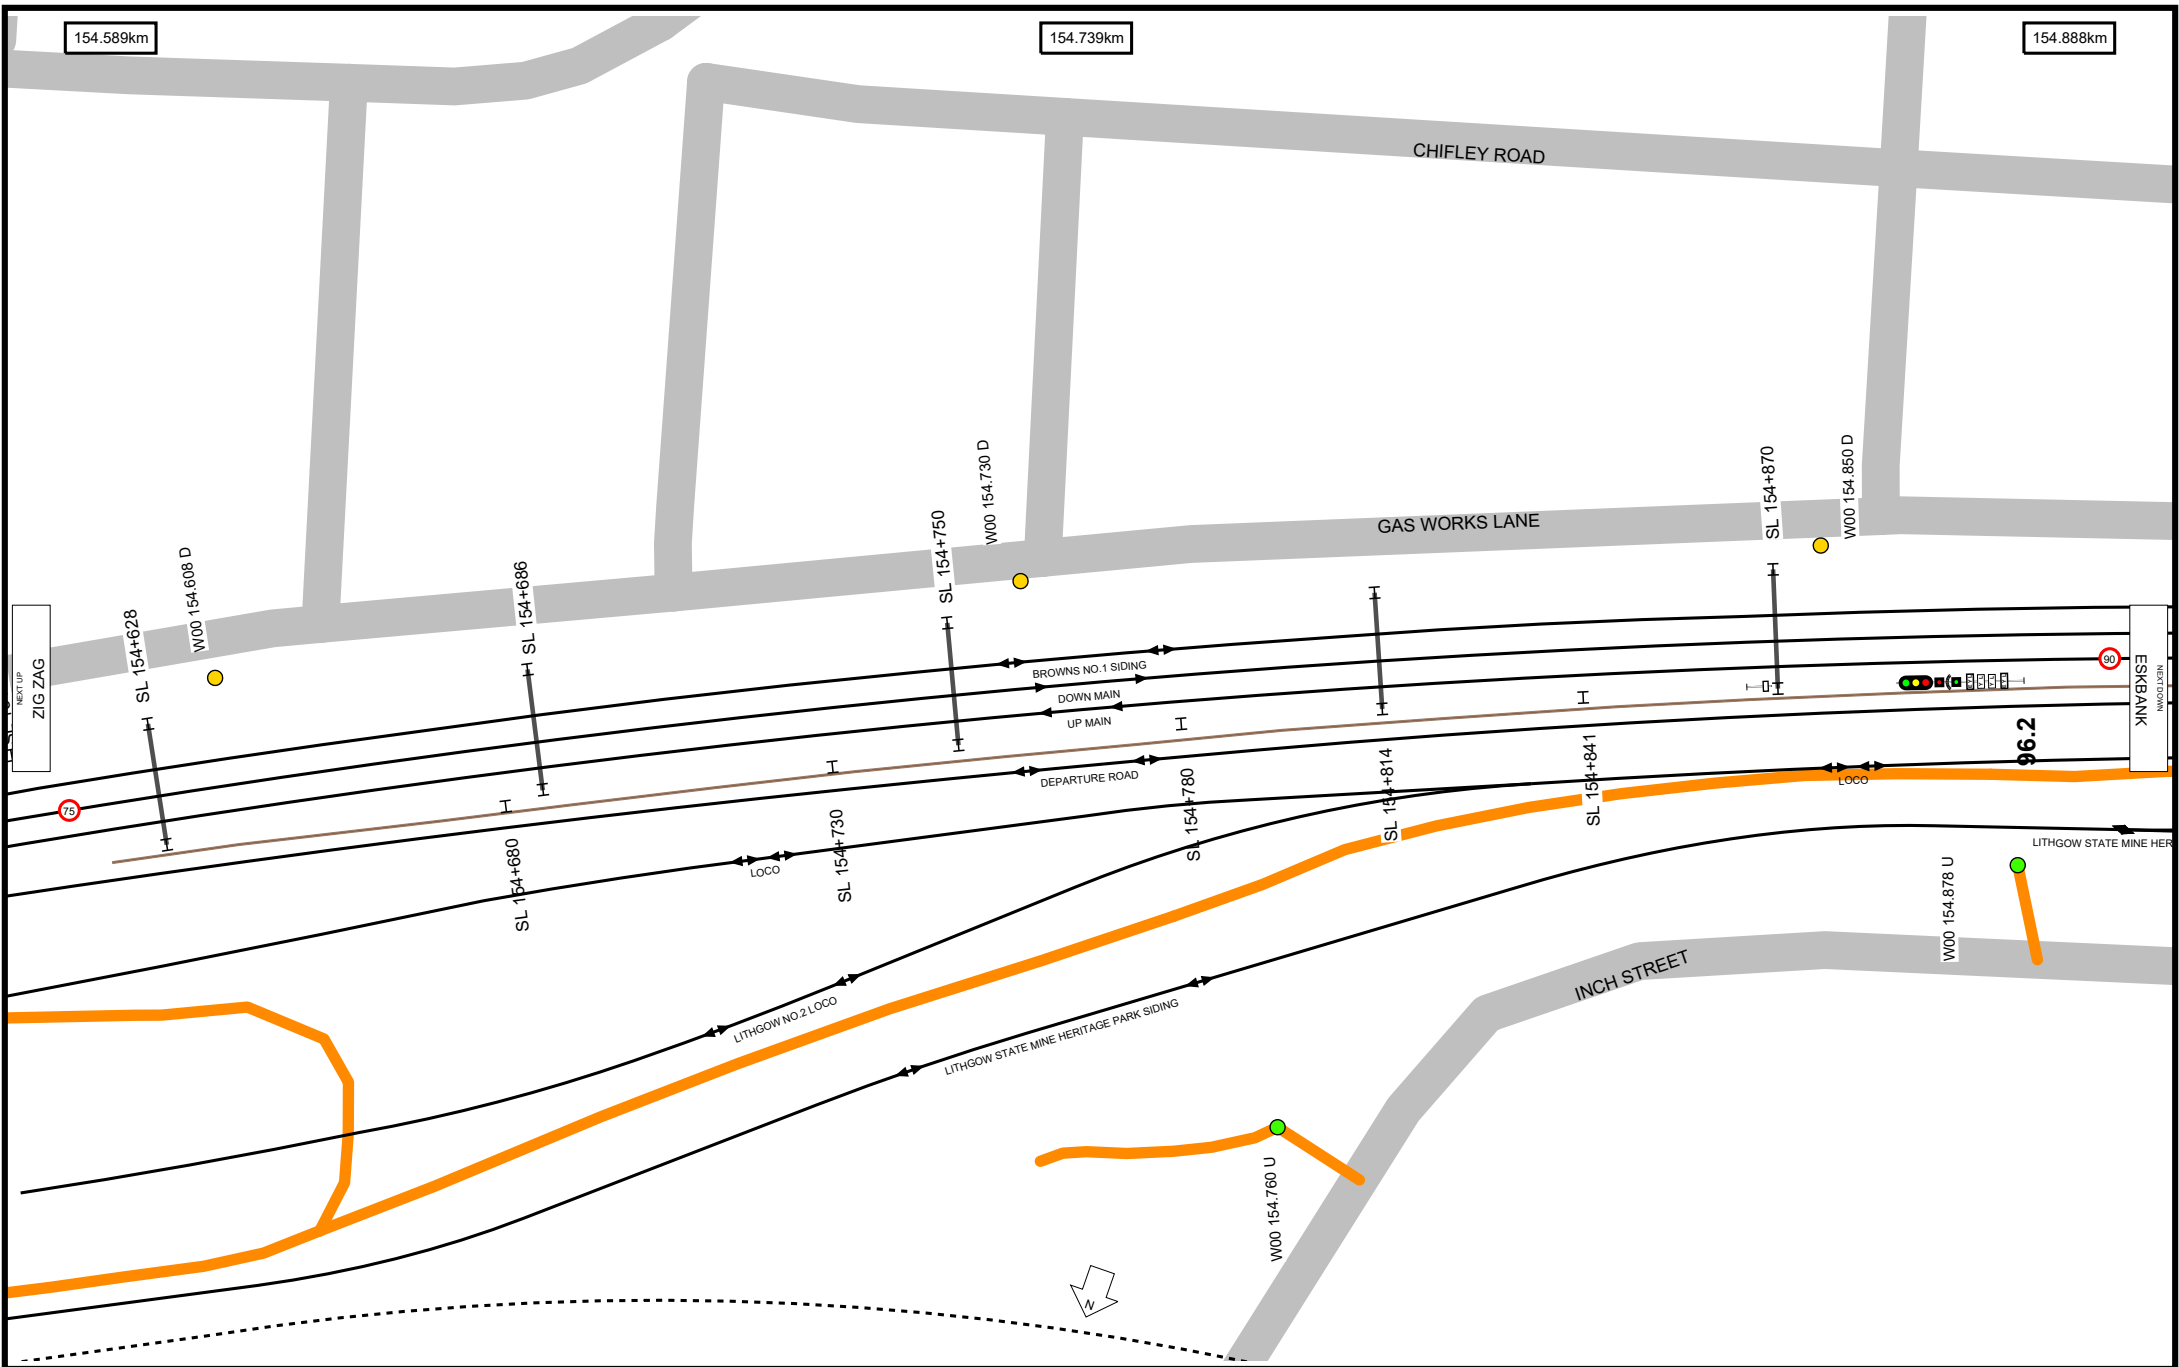 154.589km
154.739km
154.888km
CHIFLEY ROAD
GAS WORKS LANE
SL 154+628
W00 154.608 D
SL 154+686
SL 154+750
W00 154.730 D
SL 154+870
W00 154.850 D
NEXT UP
ZIG ZAG
BROWNS NO.1 SIDING
DOWN MAIN
UP MAIN
DEPARTURE ROAD
90
ESKBANK
NEXT DOWN
96.2
75
SL 154+680
LOCO
SL 154+730
SL 154+780
SL 154+814
SL 154+841
LOCO
LITHGOW STATE MINE HER
W00 154.878 U
INCH STREET
LITHGOW NO.2 LOCO
LITHGOW STATE MINE HERITAGE PARK SIDING
W00 154.760 U
N